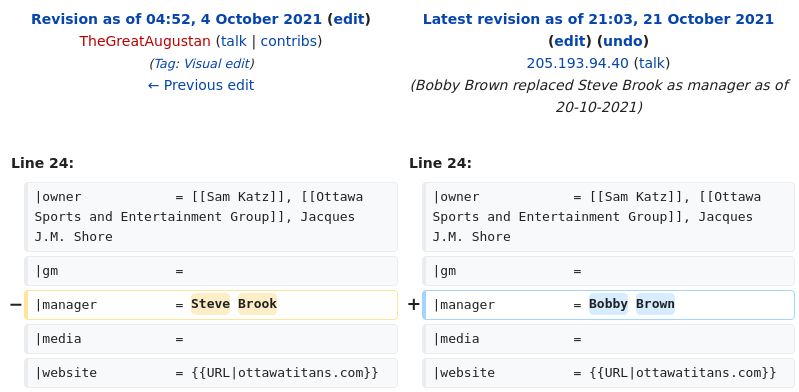 Revision as of 04:52, 4 October 2021 (edit)
TheGreatAugustan (talk | contribs)
(Tag: Visual edit)
← Previous edit
Latest revision as of 21:03, 21 October 2021
(edit) (undo)
205.193.94.40 (talk)
(Bobby Brown replaced Steve Brook as manager as of
20-10-2021)
Line 24:
|owner = [[Sam Katz]], [[Ottawa
Sports and Entertainment Group]], Jacques
J.M. Shore
|gm =
− |manager = Steve Brook
|media =
|website = {{URL|ottawatitans.com}}
Line 24:
|owner = [[Sam Katz]], [[Ottawa
Sports and Entertainment Group]], Jacques
J.M. Shore
|gm =
+ |manager = Bobby Brown
|media =
|website = {{URL|ottawatitans.com}}